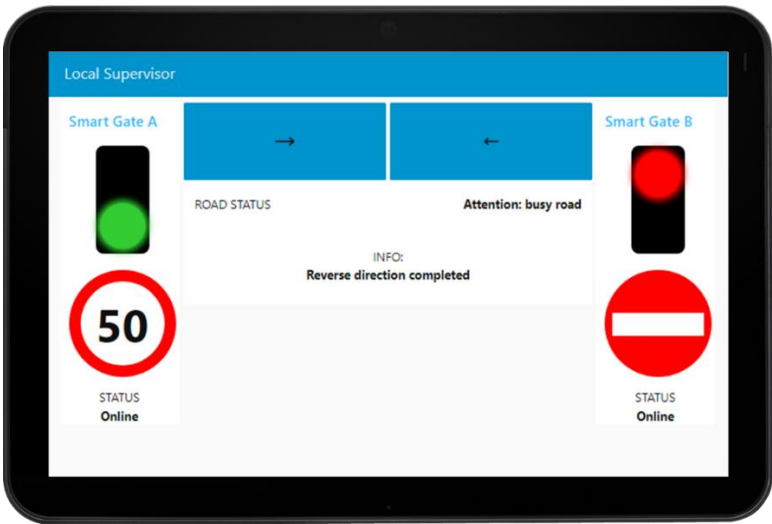 Local Supervisor
Smart Gate A
→
←
Smart Gate B
ROAD STATUS
Attention: busy road
INFO:
Reverse direction completed
50
STATUS
Online
STATUS
Online